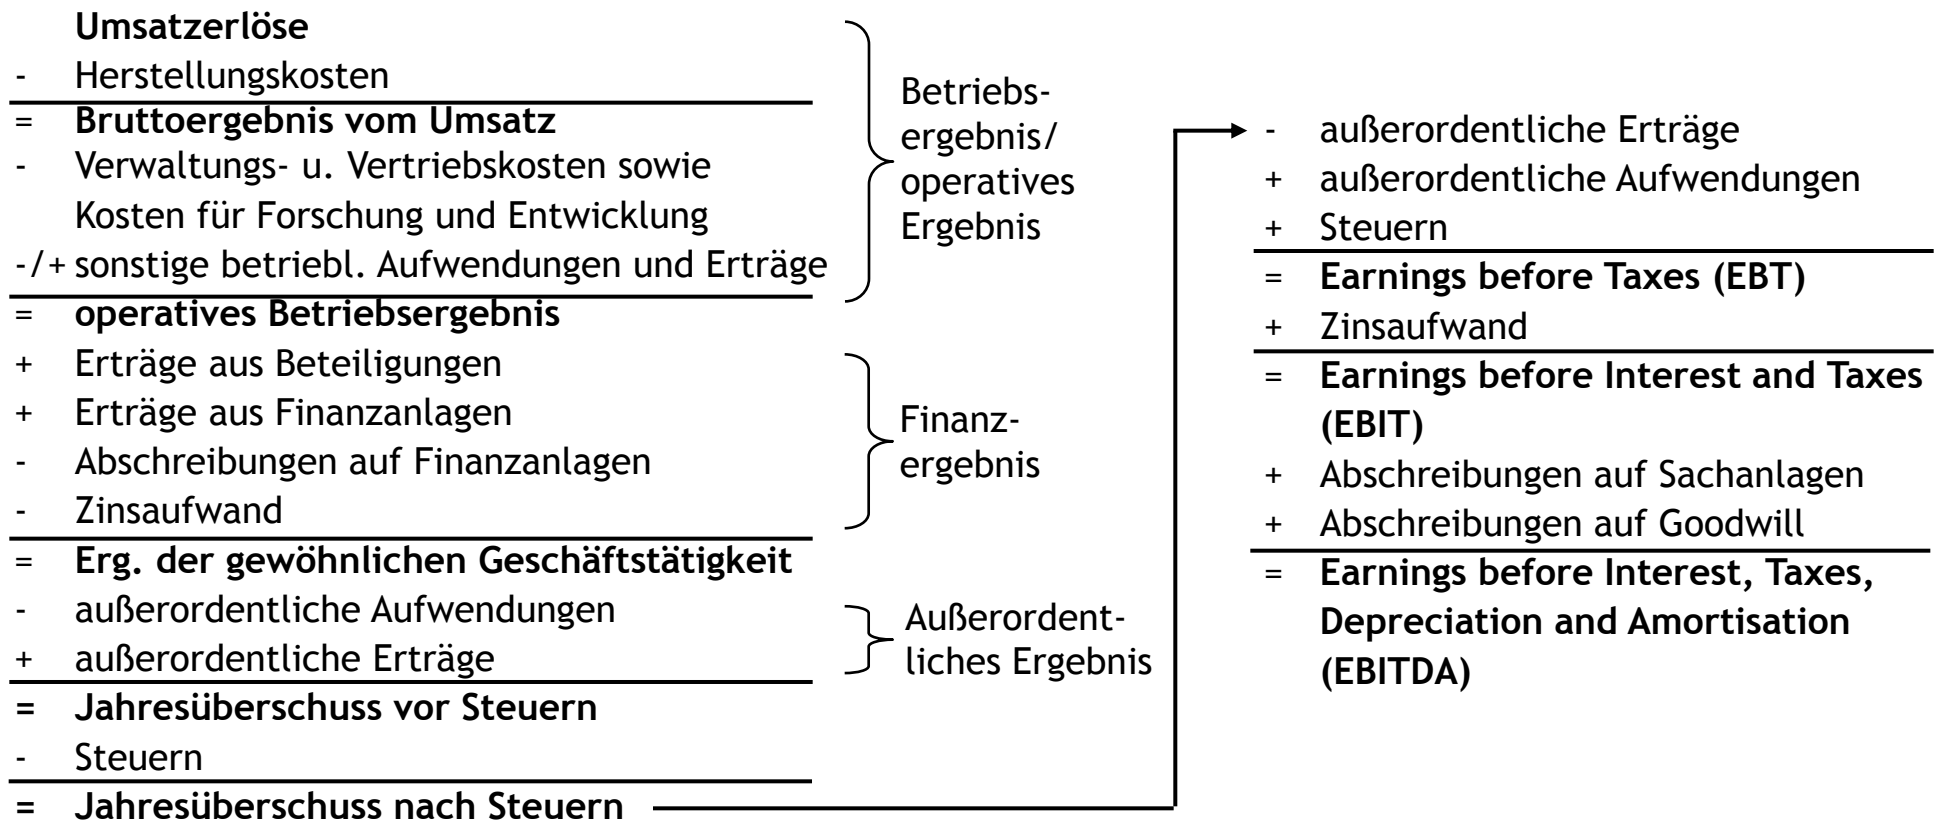 Umsatzerlöse
- Herstellungskosten
= Bruttoergebnis vom Umsatz
- Verwaltungs- u. Vertriebskosten sowie
Kosten für Forschung und Entwicklung
-/+ sonstige betriebl. Aufwendungen und Erträge
= operatives Betriebsergebnis
+ Erträge aus Beteiligungen
+ Erträge aus Finanzanlagen
- Abschreibungen auf Finanzanlagen
- Zinsaufwand
= Erg. der gewöhnlichen Geschäftstätigkeit
- außerordentliche Aufwendungen
+ außerordentliche Erträge
= Jahresüberschuss vor Steuern
- Steuern
= Jahresüberschuss nach Steuern
Betriebs-
ergebnis/
operatives
Ergebnis
Finanz-
ergebnis
Außerordent-
liches Ergebnis
- außerordentliche Erträge
+ außerordentliche Aufwendungen
+ Steuern
= Earnings before Taxes (EBT)
+ Zinsaufwand
= Earnings before Interest and Taxes
(EBIT)
+ Abschreibungen auf Sachanlagen
+ Abschreibungen auf Goodwill
= Earnings before Interest, Taxes,
Depreciation and Amortisation
(EBITDA)